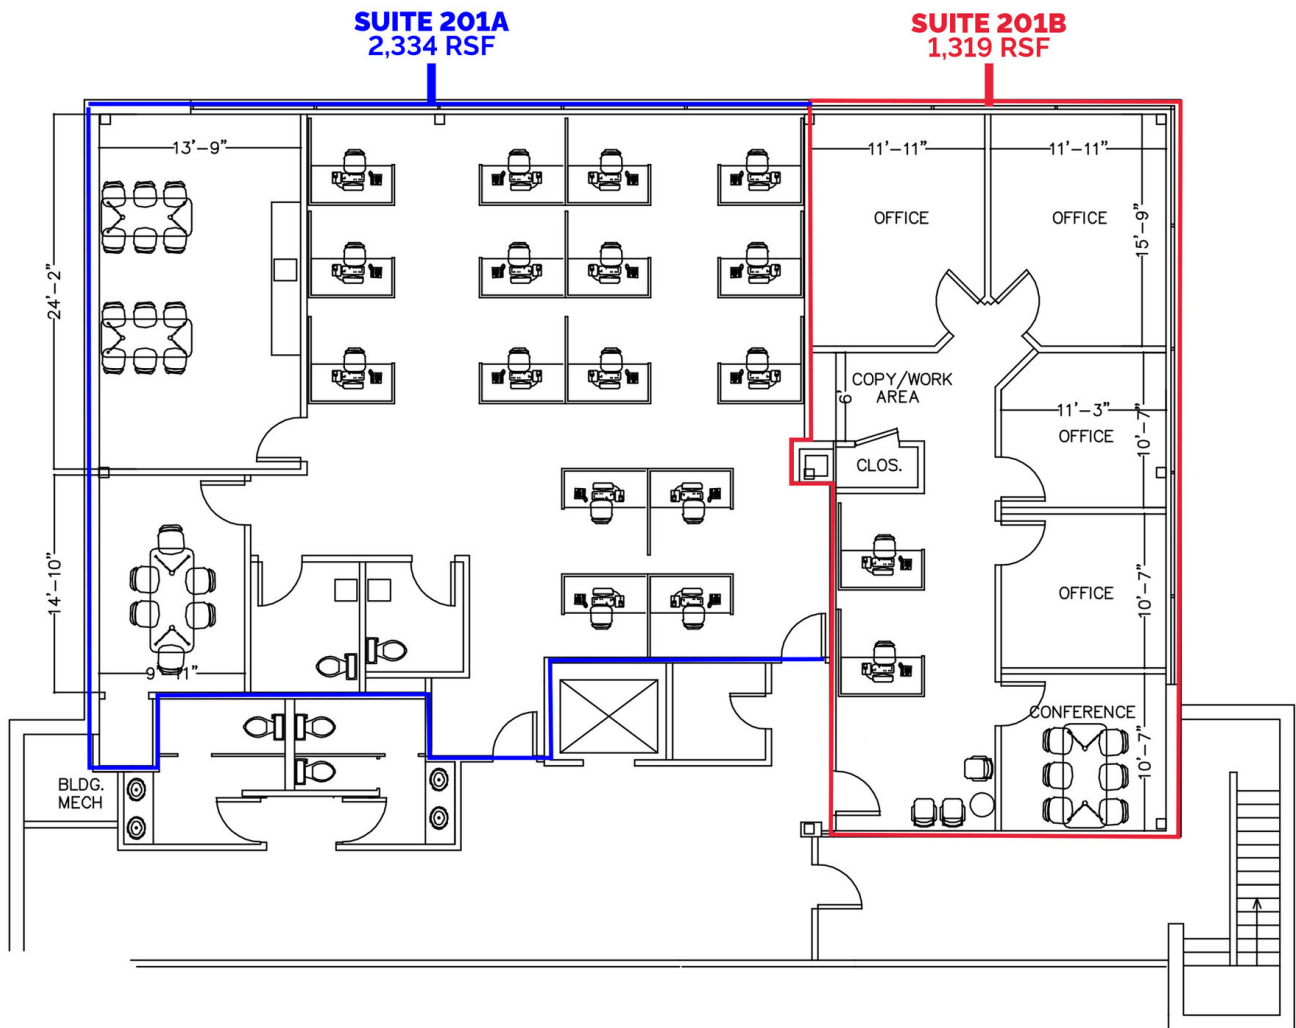 SUITE 201A
2,334 RSF
SUITE 201B
1,319 RSF
13'-9"
11'-11"
11'-11"
OFFICE
OFFICE
15'-9"
24'-2"
COPY/WORK
AREA
6'
11'-3"
OFFICE
10'-7"
CLOS.
14'-10"
OFFICE
10'-7"
9'-11"
CONFERENCE
10'-7"
BLDG.
MECH